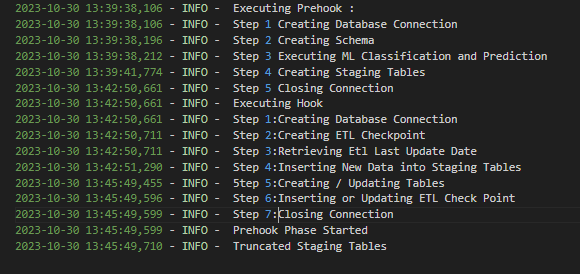 2023-10-30 13:39:38,106 - INFO -  Executing Prehook :
2023-10-30 13:39:38,106 - INFO -  Step 1 Creating Database Connection
2023-10-30 13:39:38,196 - INFO -  Step 2 Creating Schema
2023-10-30 13:39:38,212 - INFO -  Step 3 Executing ML Classification and Prediction
2023-10-30 13:39:41,774 - INFO -  Step 4 Creating Staging Tables
2023-10-30 13:42:50,661 - INFO -  Step 5 Closing Connection
2023-10-30 13:42:50,661 - INFO -  Executing Hook
2023-10-30 13:42:50,661 - INFO -  Step 1:Creating Database Connection
2023-10-30 13:42:50,711 - INFO -  Step 2:Creating ETL Checkpoint
2023-10-30 13:42:50,711 - INFO -  Step 3:Retrieving Etl Last Update Date
2023-10-30 13:42:51,290 - INFO -  Step 4:Inserting New Data into Staging Tables
2023-10-30 13:45:49,455 - INFO -  Step 5:Creating / Updating Tables
2023-10-30 13:45:49,596 - INFO -  Step 6:Inserting or Updating ETL Check Point
2023-10-30 13:45:49,599 - INFO -  Step 7:Closing Connection
2023-10-30 13:45:49,599 - INFO -  Prehook Phase Started
2023-10-30 13:45:49,710 - INFO -  Truncated Staging Tables